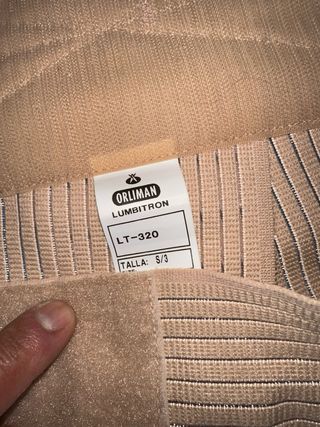 ORLIMAN
LUMBITRON
LT-320
TALLA: S/3